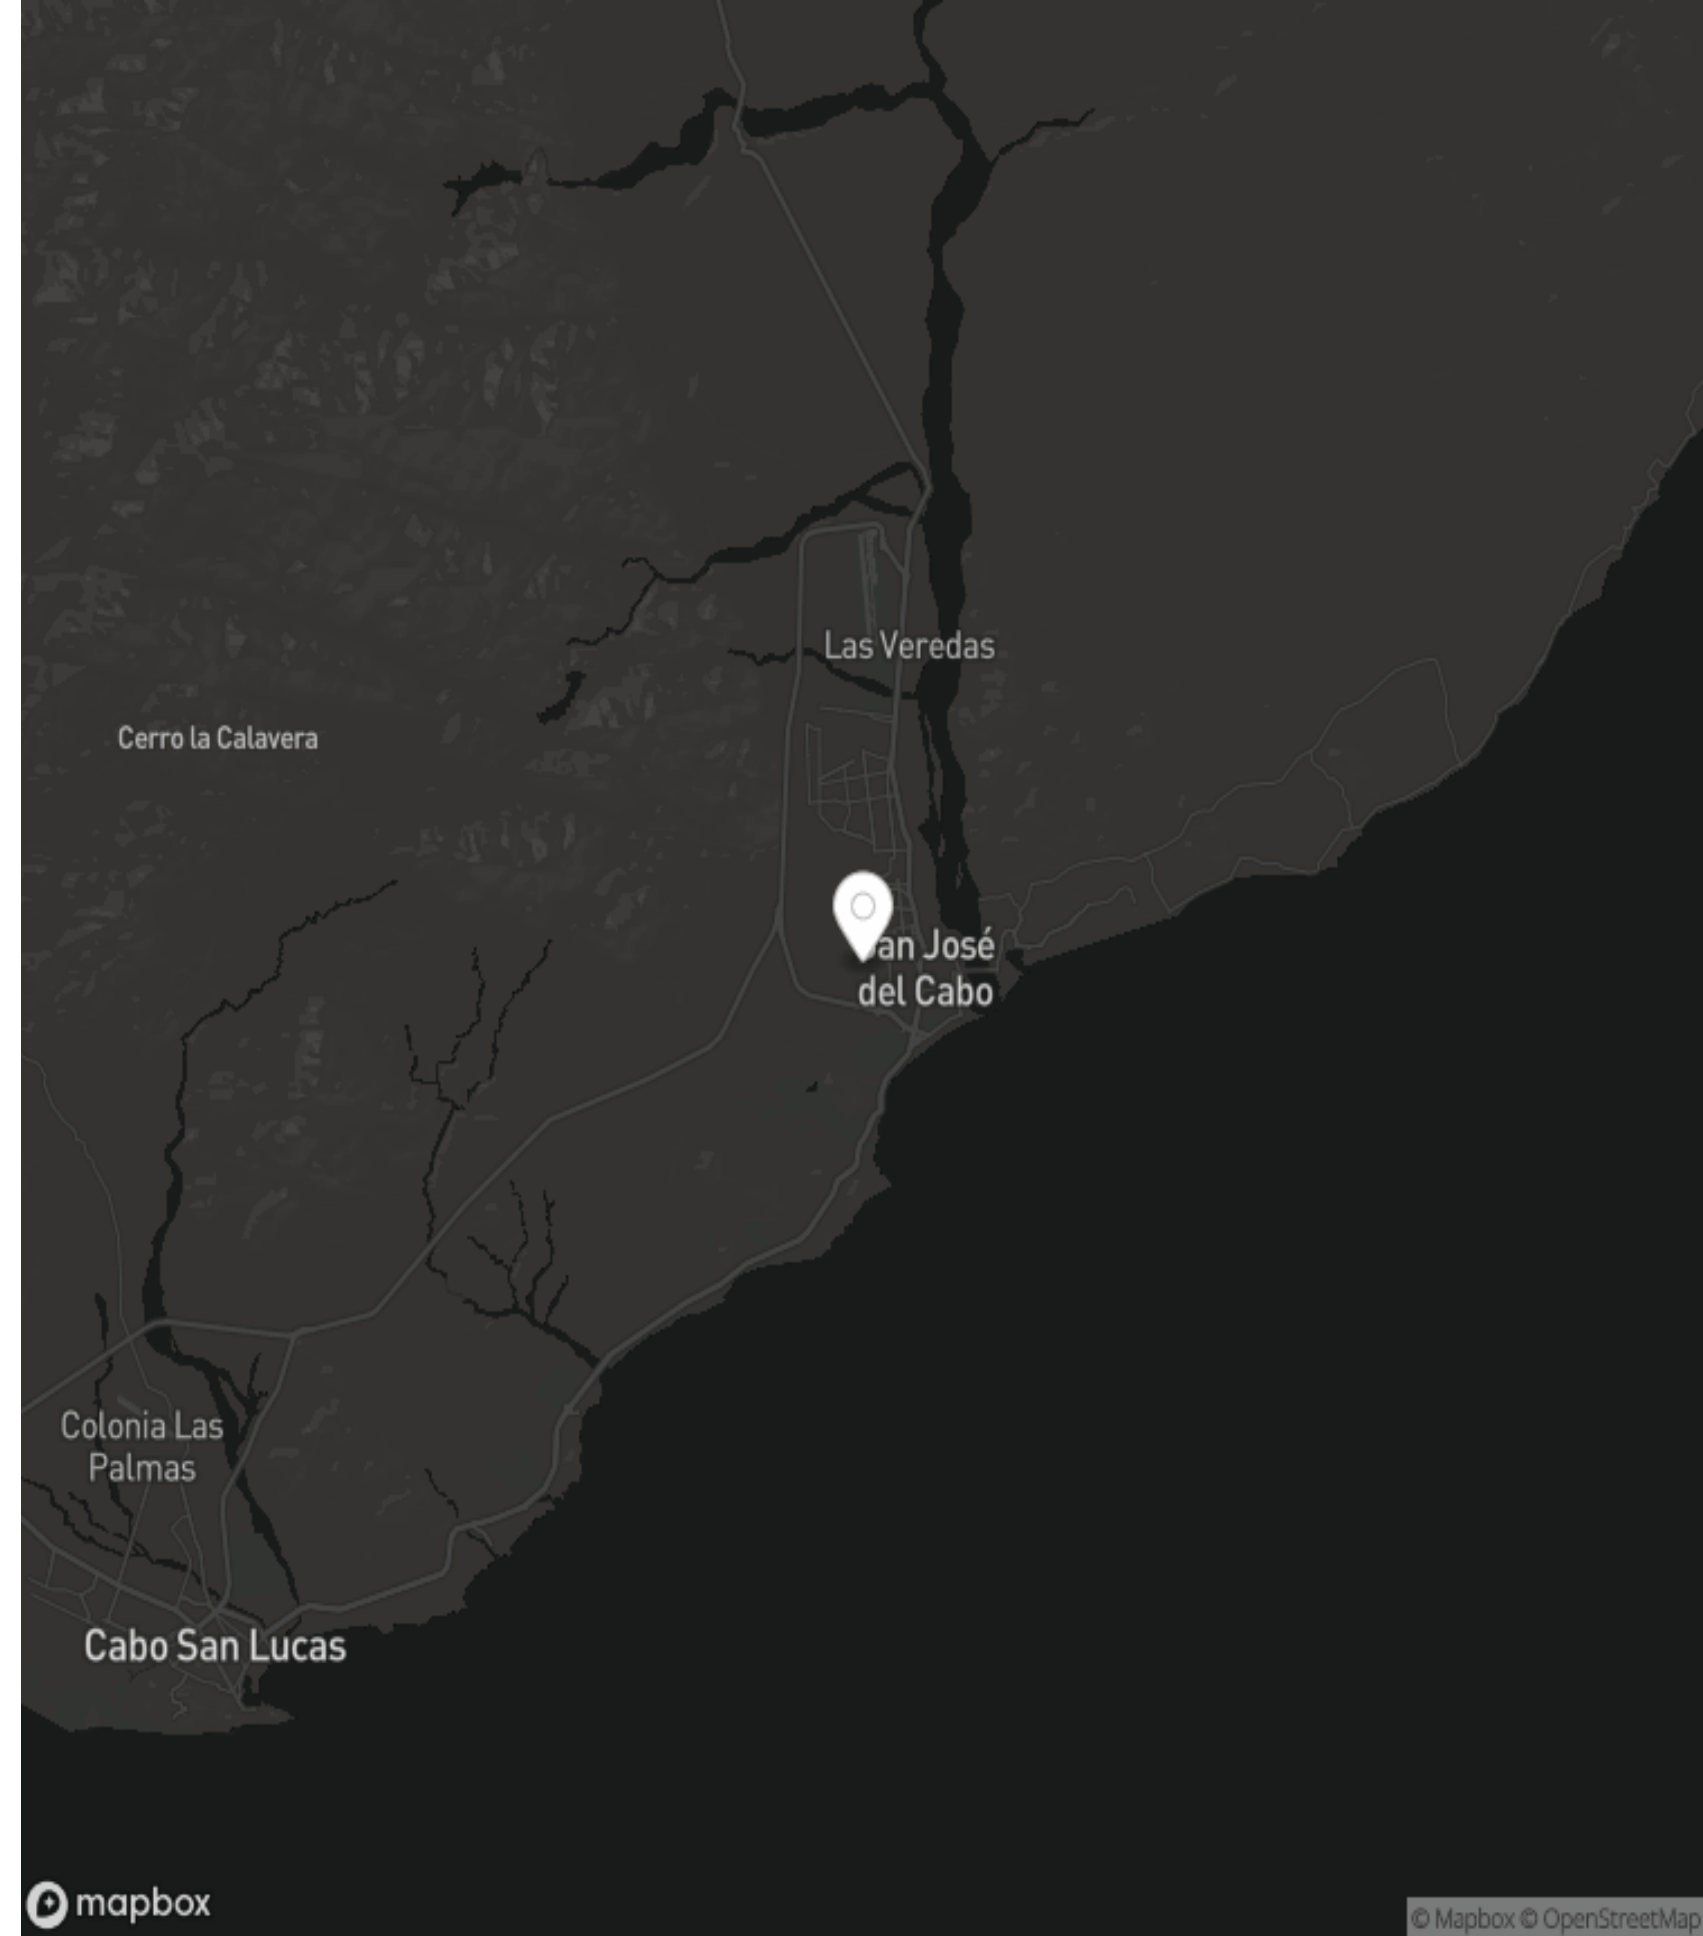 Las Veredas
Cerro la Calavera
an José
del Cabo
Colonia Las
Palmas
Cabo San Lucas
mapbox
© Mapbox © OpenStreetMap